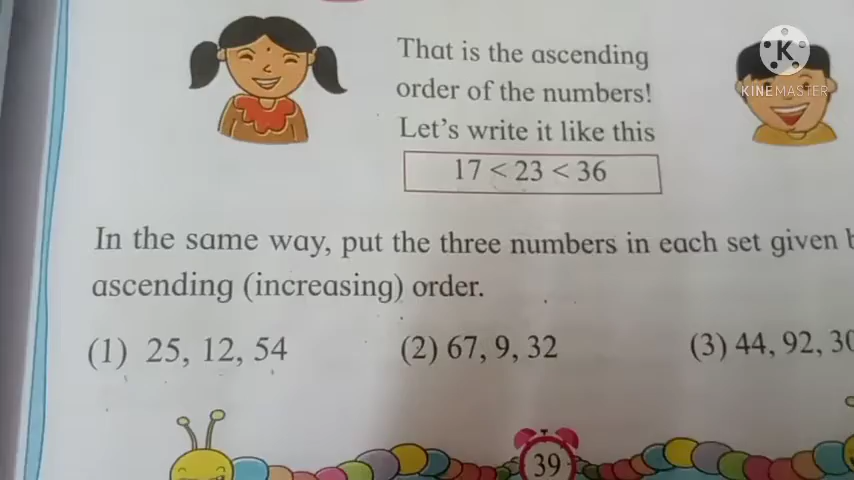 That is the ascending
order of the numbers!
Let's write it like this
17 < 23 < 36
In the same way, put the three numbers in each set given
ascending (increasing) order.
(1) 25, 12, 54 (2) 67, 9, 32 (3) 44, 92, 30
39
K
KINEMASTER